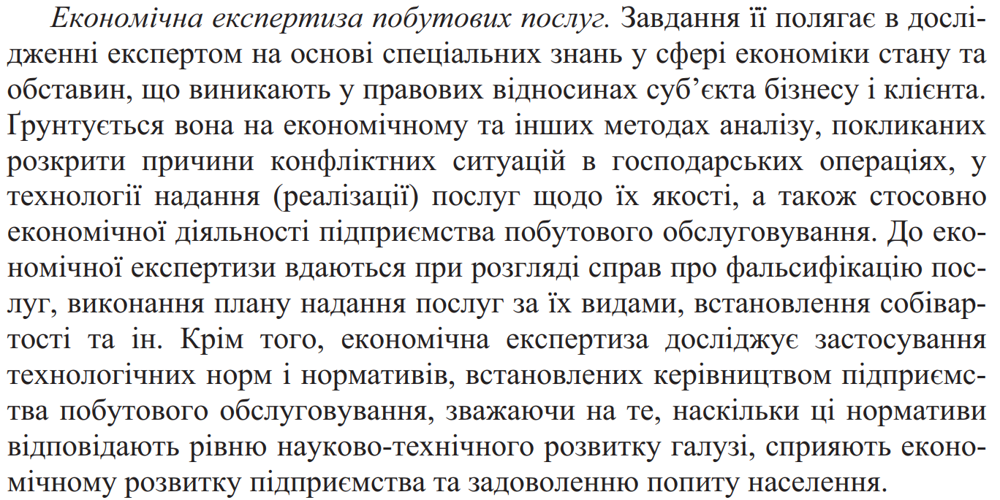 Економічна експертиза побутових послуг. Завдання її полягає в дослі-
дженні експертом на основі спеціальних знань у сфері економіки стану та
обставин, що виникають у правових відносинах суб’єкта бізнесу і клієнта.
Ґрунтується вона на економічному та інших методах аналізу, покликаних
розкрити причини конфліктних ситуацій в господарських операціях, у
технології надання (реалізації) послуг щодо їх якості, а також стосовно
економічної діяльності підприємства побутового обслуговування. До еко-
номічної експертизи вдаються при розгляді справ про фальсифікацію пос-
луг, виконання плану надання послуг за їх видами, встановлення собівар-
тості та ін. Крім того, економічна експертиза досліджує застосування
технологічних норм і нормативів, встановлених керівництвом підприємс-
тва побутового обслуговування, зважаючи на те, наскільки ці нормативи
відповідають рівню науково-технічного розвитку галузі, сприяють еконо-
мічному розвитку підприємства та задоволенню попиту населення.